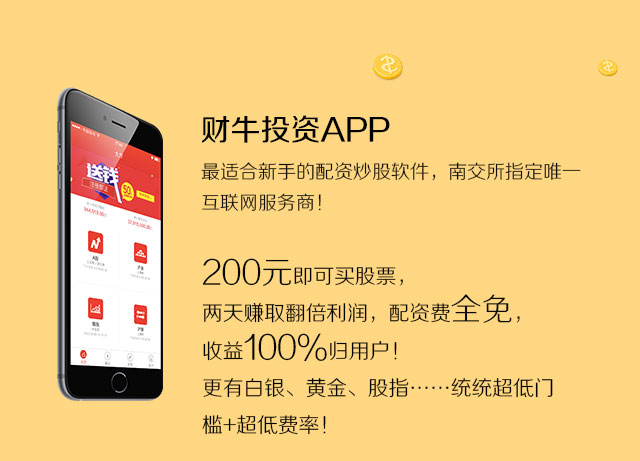 财牛投资APP
最适合新手的配资炒股软件，南交所指定唯一
互联网服务商！
200元即可买股票，
两天赚取翻倍利润，配资费全免，
收益100%归用户！
更有白银、黄金、股指……统统超低门
槛+超低费率！
送钱
50